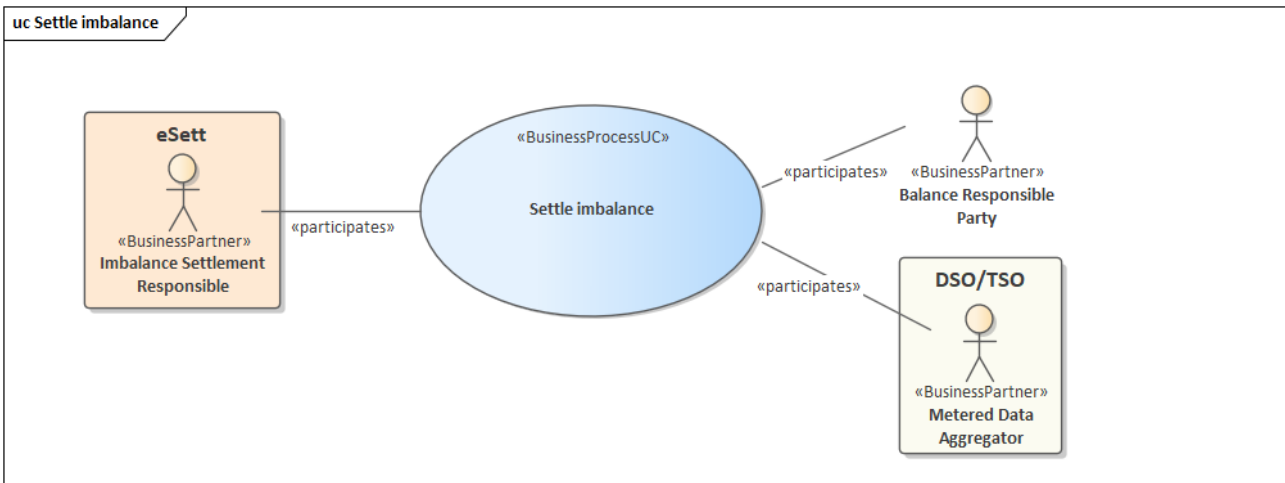 uc Settle imbalance
eSett
«BusinessPartner»
Imbalance Settlement
Responsible
«participates»
«BusinessProcessUC»
Settle imbalance
«participates»
«BusinessPartner»
Balance Responsible
Party
«participates»
DSO/TSO
«BusinessPartner»
Metered Data
Aggregator